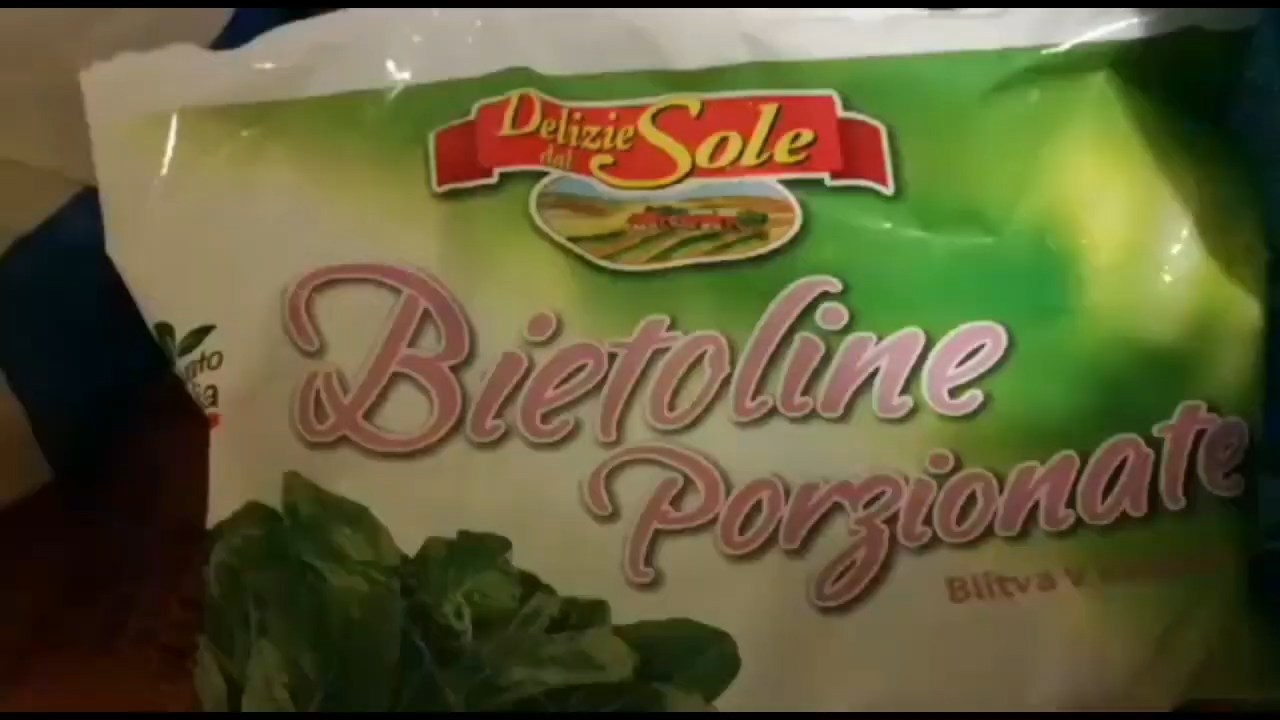 Delizie
dal Sole
Bietoline
Porzionate
Blitva v